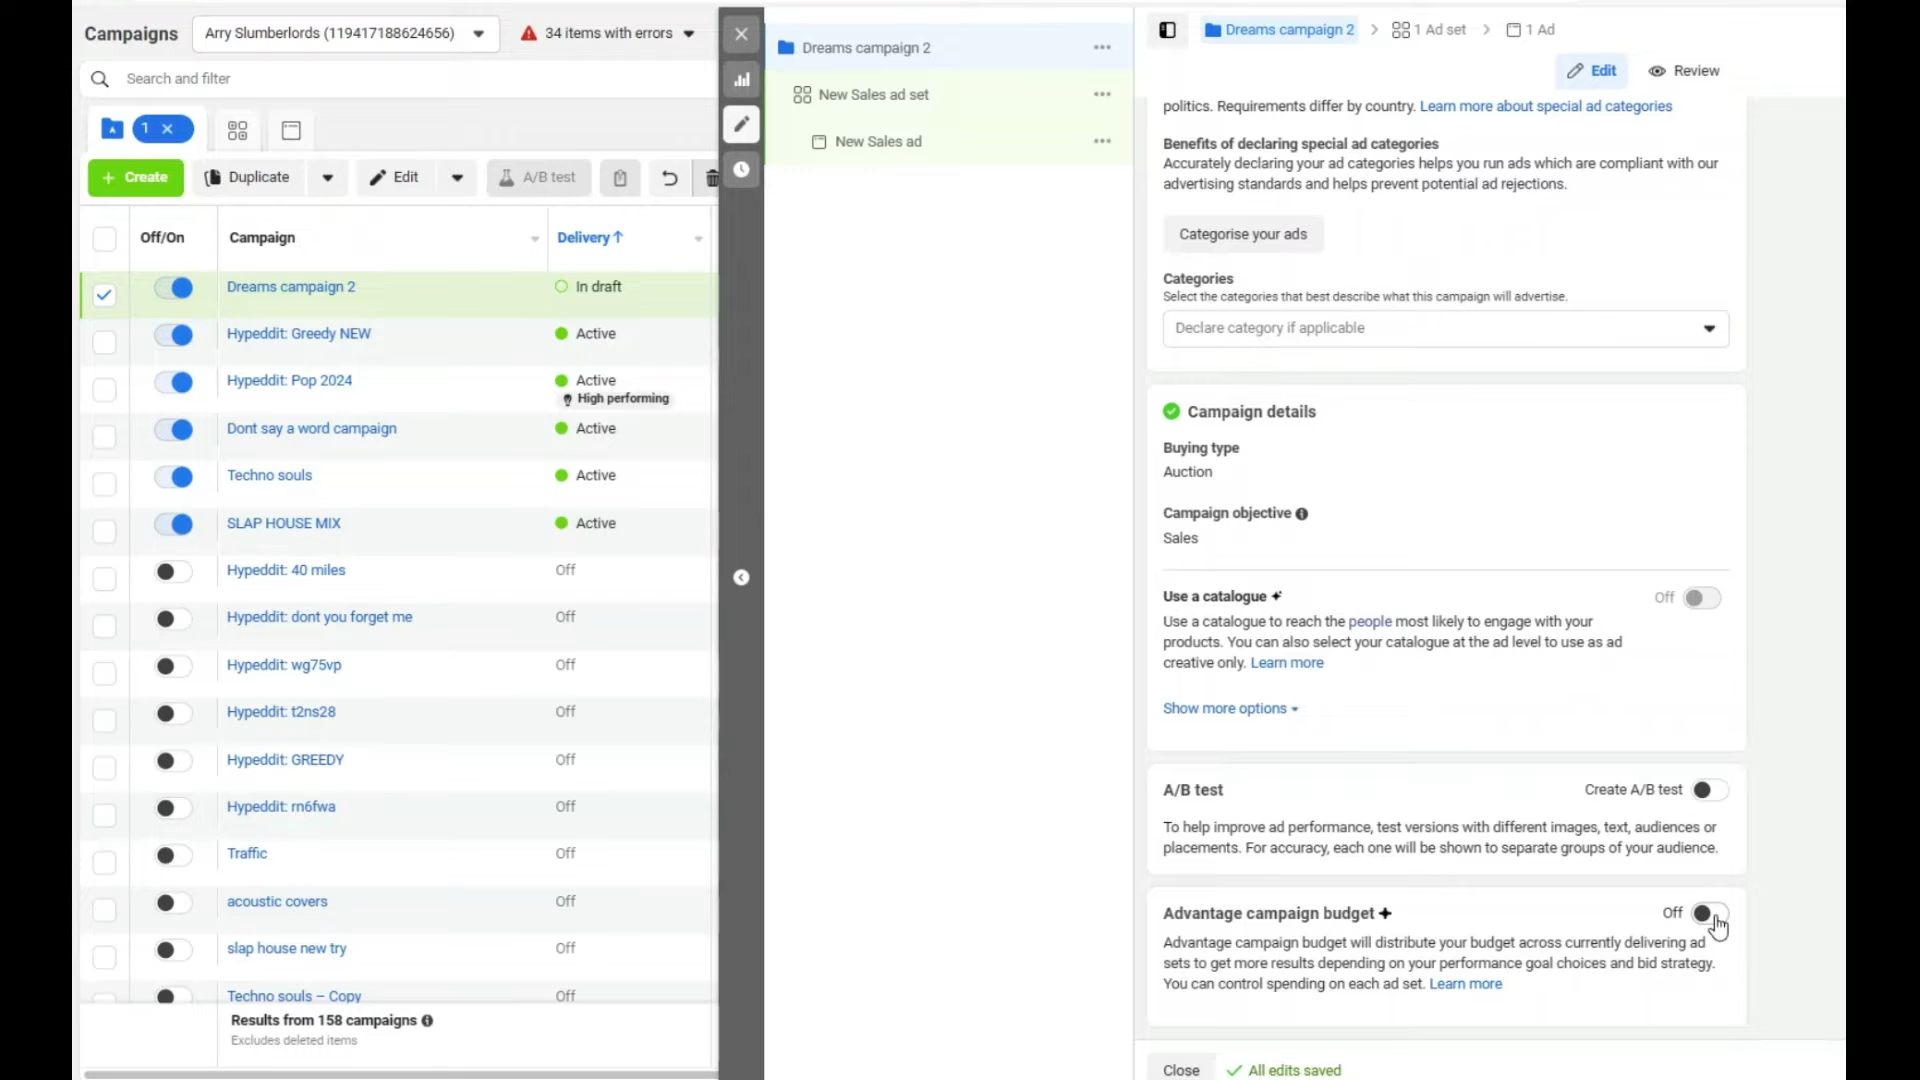 Campaigns
Arry Slumberlords (119417188624656)
34 items with errors
Search and filter
1
Create
Duplicate
Edit
A/B test
Off/On
Campaign
Delivery
Dreams campaign 2
In draft
Hypeddit: Greedy NEW
Active
Hypeddit: Pop 2024
Active
High performing
Dont say a word campaign
Active
Techno souls
Active
SLAP HOUSE MIX
Active
Hypeddit: 40 miles
Off
Hypeddit: dont you forget me
Off
Hypeddit: wg75vp
Off
Hypeddit: t2ns28
Off
Hypeddit: GREEDY
Off
Hypeddit: rn6fwa
Off
Traffic
Off
acoustic covers
Off
slap house new try
Off
Techno souls – Copy
Off
Results from 158 campaigns
Excludes deleted items
Dreams campaign 2
New Sales ad set
New Sales ad
Dreams campaign 2
1 Ad set
1 Ad
Edit
Review
politics. Requirements differ by country. Learn more about special ad categories
Benefits of declaring special ad categories
Accurately declaring your ad categories helps you run ads which are compliant with our
advertising standards and helps prevent potential ad rejections.
Categorise your ads
Categories
Select the categories that best describe what this campaign will advertise.
Declare category if applicable
Campaign details
Buying type
Auction
Campaign objective
Sales
Use a catalogue
Off
Use a catalogue to reach the people most likely to engage with your
products. You can also select your catalogue at the ad level to use as ad
creative only. Learn more
Show more options
A/B test
Create A/B test
To help improve ad performance, test versions with different images, text, audiences or
placements. For accuracy, each one will be shown to separate groups of your audience.
Advantage campaign budget
Off
Advantage campaign budget will distribute your budget across currently delivering ad
sets to get more results depending on your performance goal choices and bid strategy.
You can control spending on each ad set. Learn more
Close
All edits saved